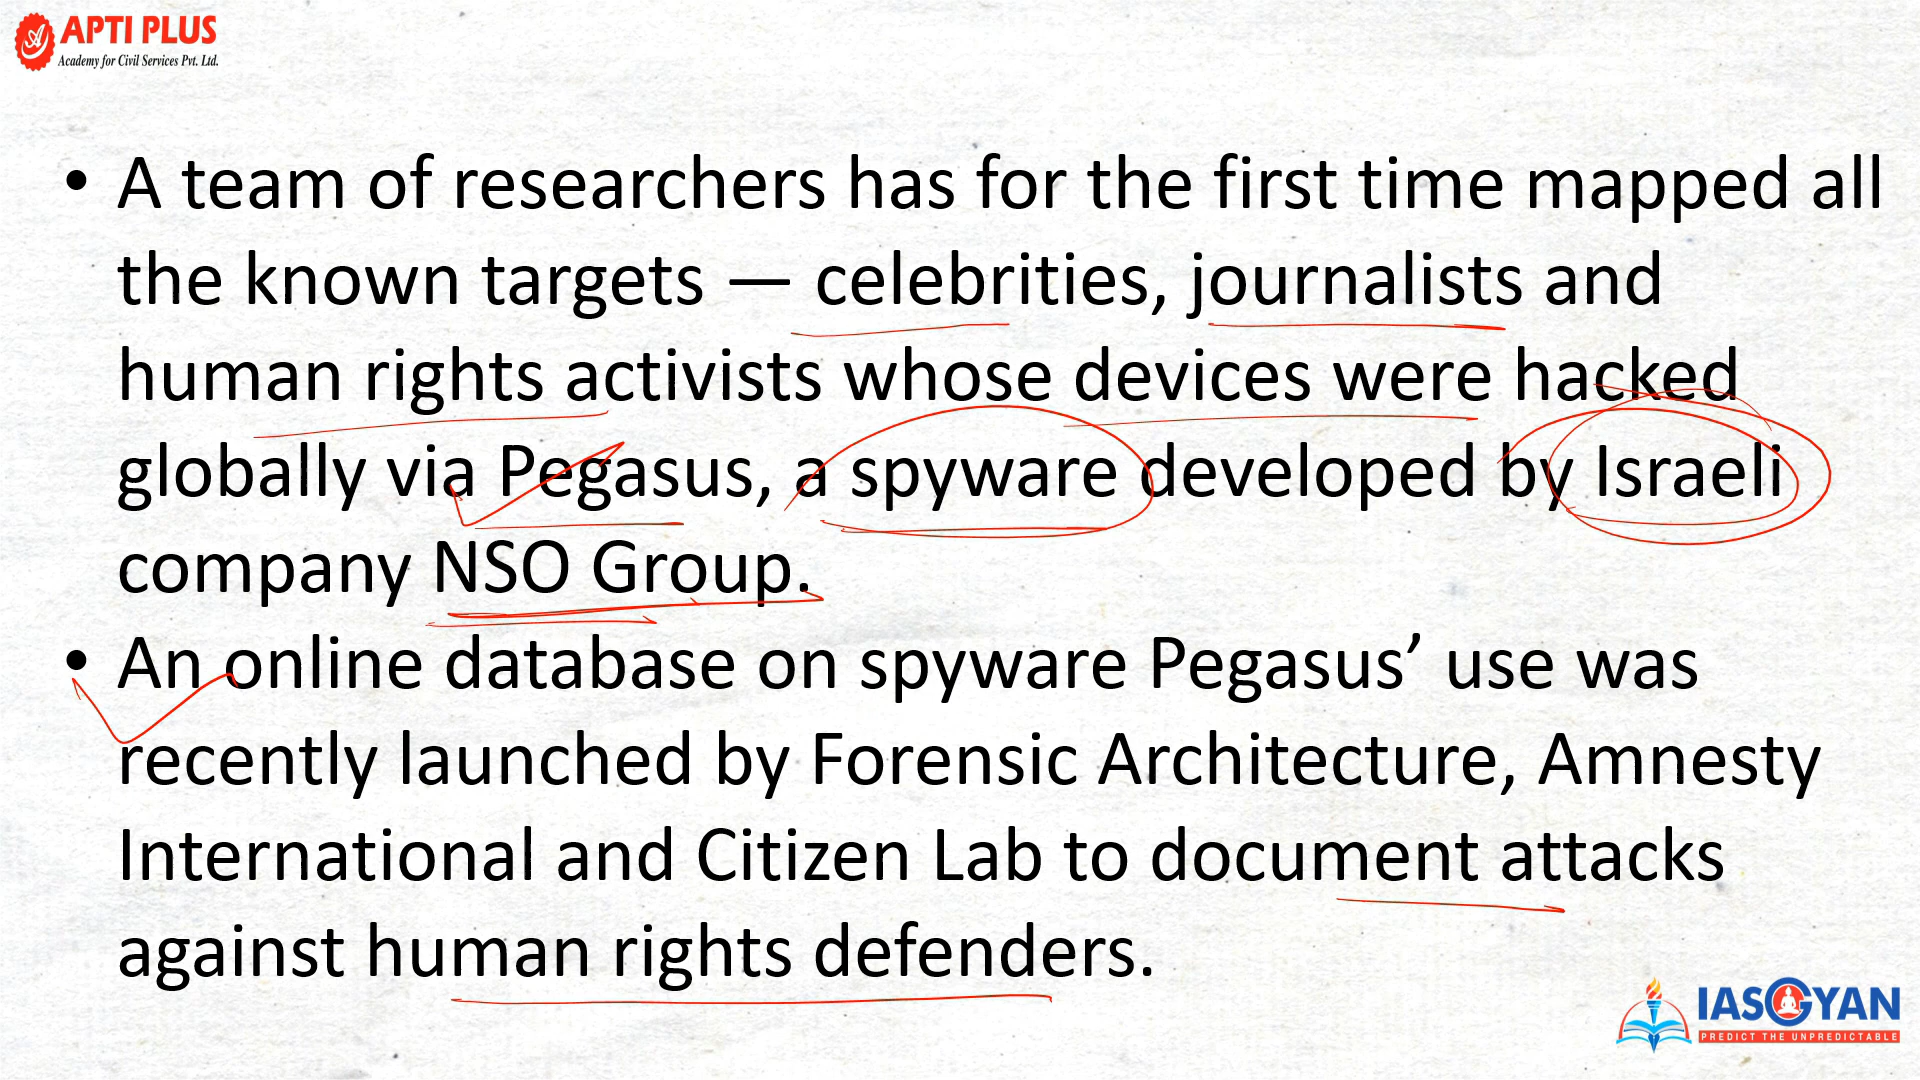 APTI PLUS
Academy for Civil Services Pvt. Ltd.
• A team of researchers has for the first time mapped all
the known targets — celebrities, journalists and
human rights activists whose devices were hacked
globally via Pegasus, a spyware developed by Israeli
company NSO Group.
• An online database on spyware Pegasus’ use was
recently launched by Forensic Architecture, Amnesty
International and Citizen Lab to document attacks
against human rights defenders.
IASGYAN
PREDICT THE UNPREDICTABLE